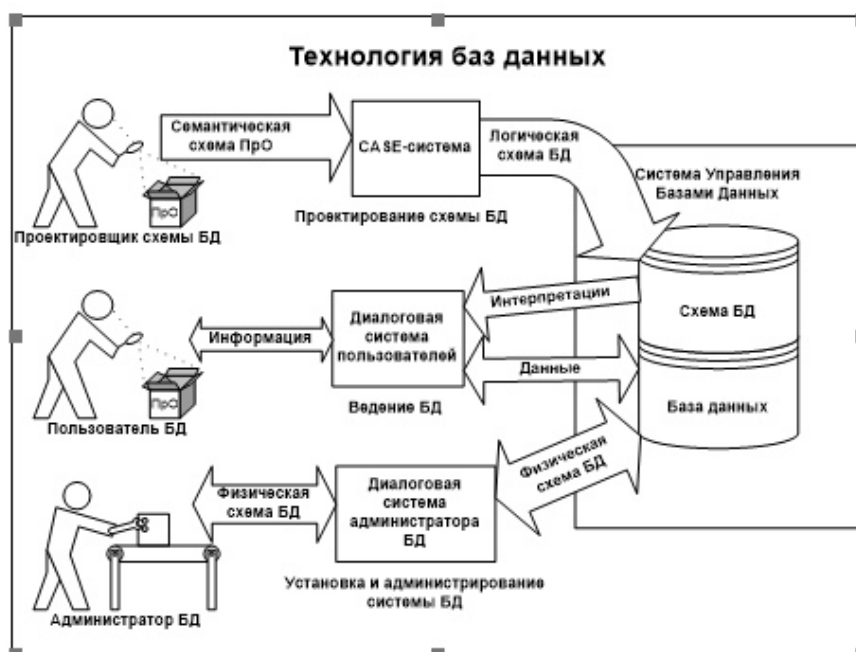 Технология баз данных
Семантическая
схема ПрО
CASE-система
Логическая
схема БД
Система Управления
Базами Данных
ПрО
Проектировщик схемы БД
Проектирование схемы БД
Интерпретации
Схема БД
Информация
Диалоговая
система
пользователей
Данные
ПрО
Пользователь БД
Ведение БД
База данных
Физическая
схема БД
Диалоговая
система
администратора
БД
Физическая
схема БД
Администратор БД
Установка и администрирование
системы БД